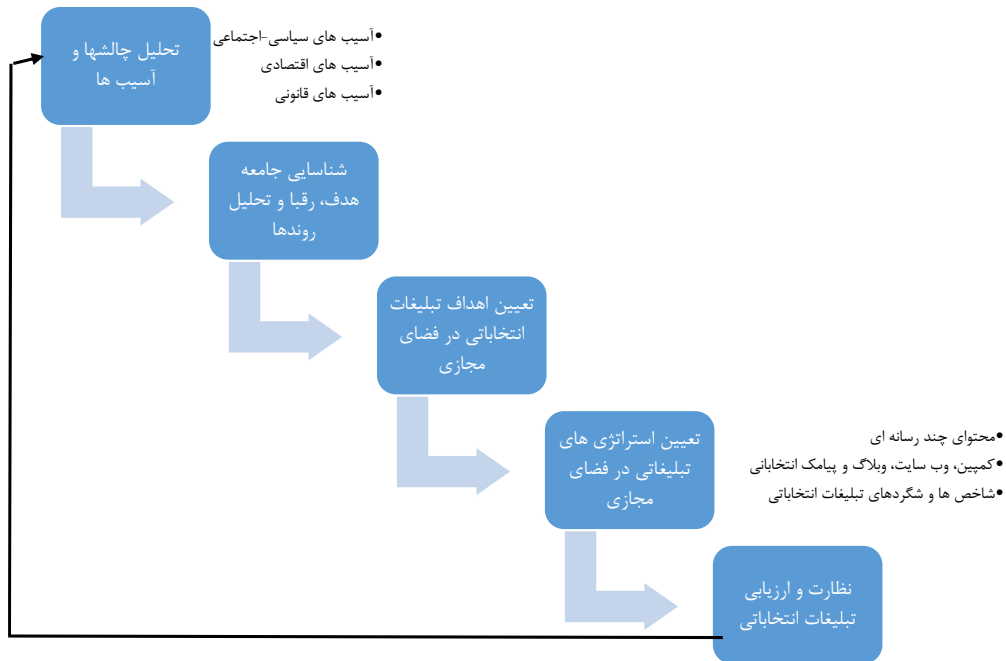 تحلیل چالشها و
آسیب ها
•آسیب های سیاسی-اجتماعی
•آسیب های اقتصادی
•آسیب های قانونی
شناسایی جامعه
هدف، رقبا و تحلیل
روندها
تعیین اهداف تبلیغات
انتخاباتی در فضای
مجازی
تعیین استراتژی های
تبلیغاتی در فضای
مجازی
•محتوای چند رسانه ای
•کمپین، وب سایت، وبلاگ و پیامک انتخاباتی
•شاخص ها و شگردهای تبلیغات انتخاباتی
نظارت و ارزیابی
تبلیغات انتخاباتی